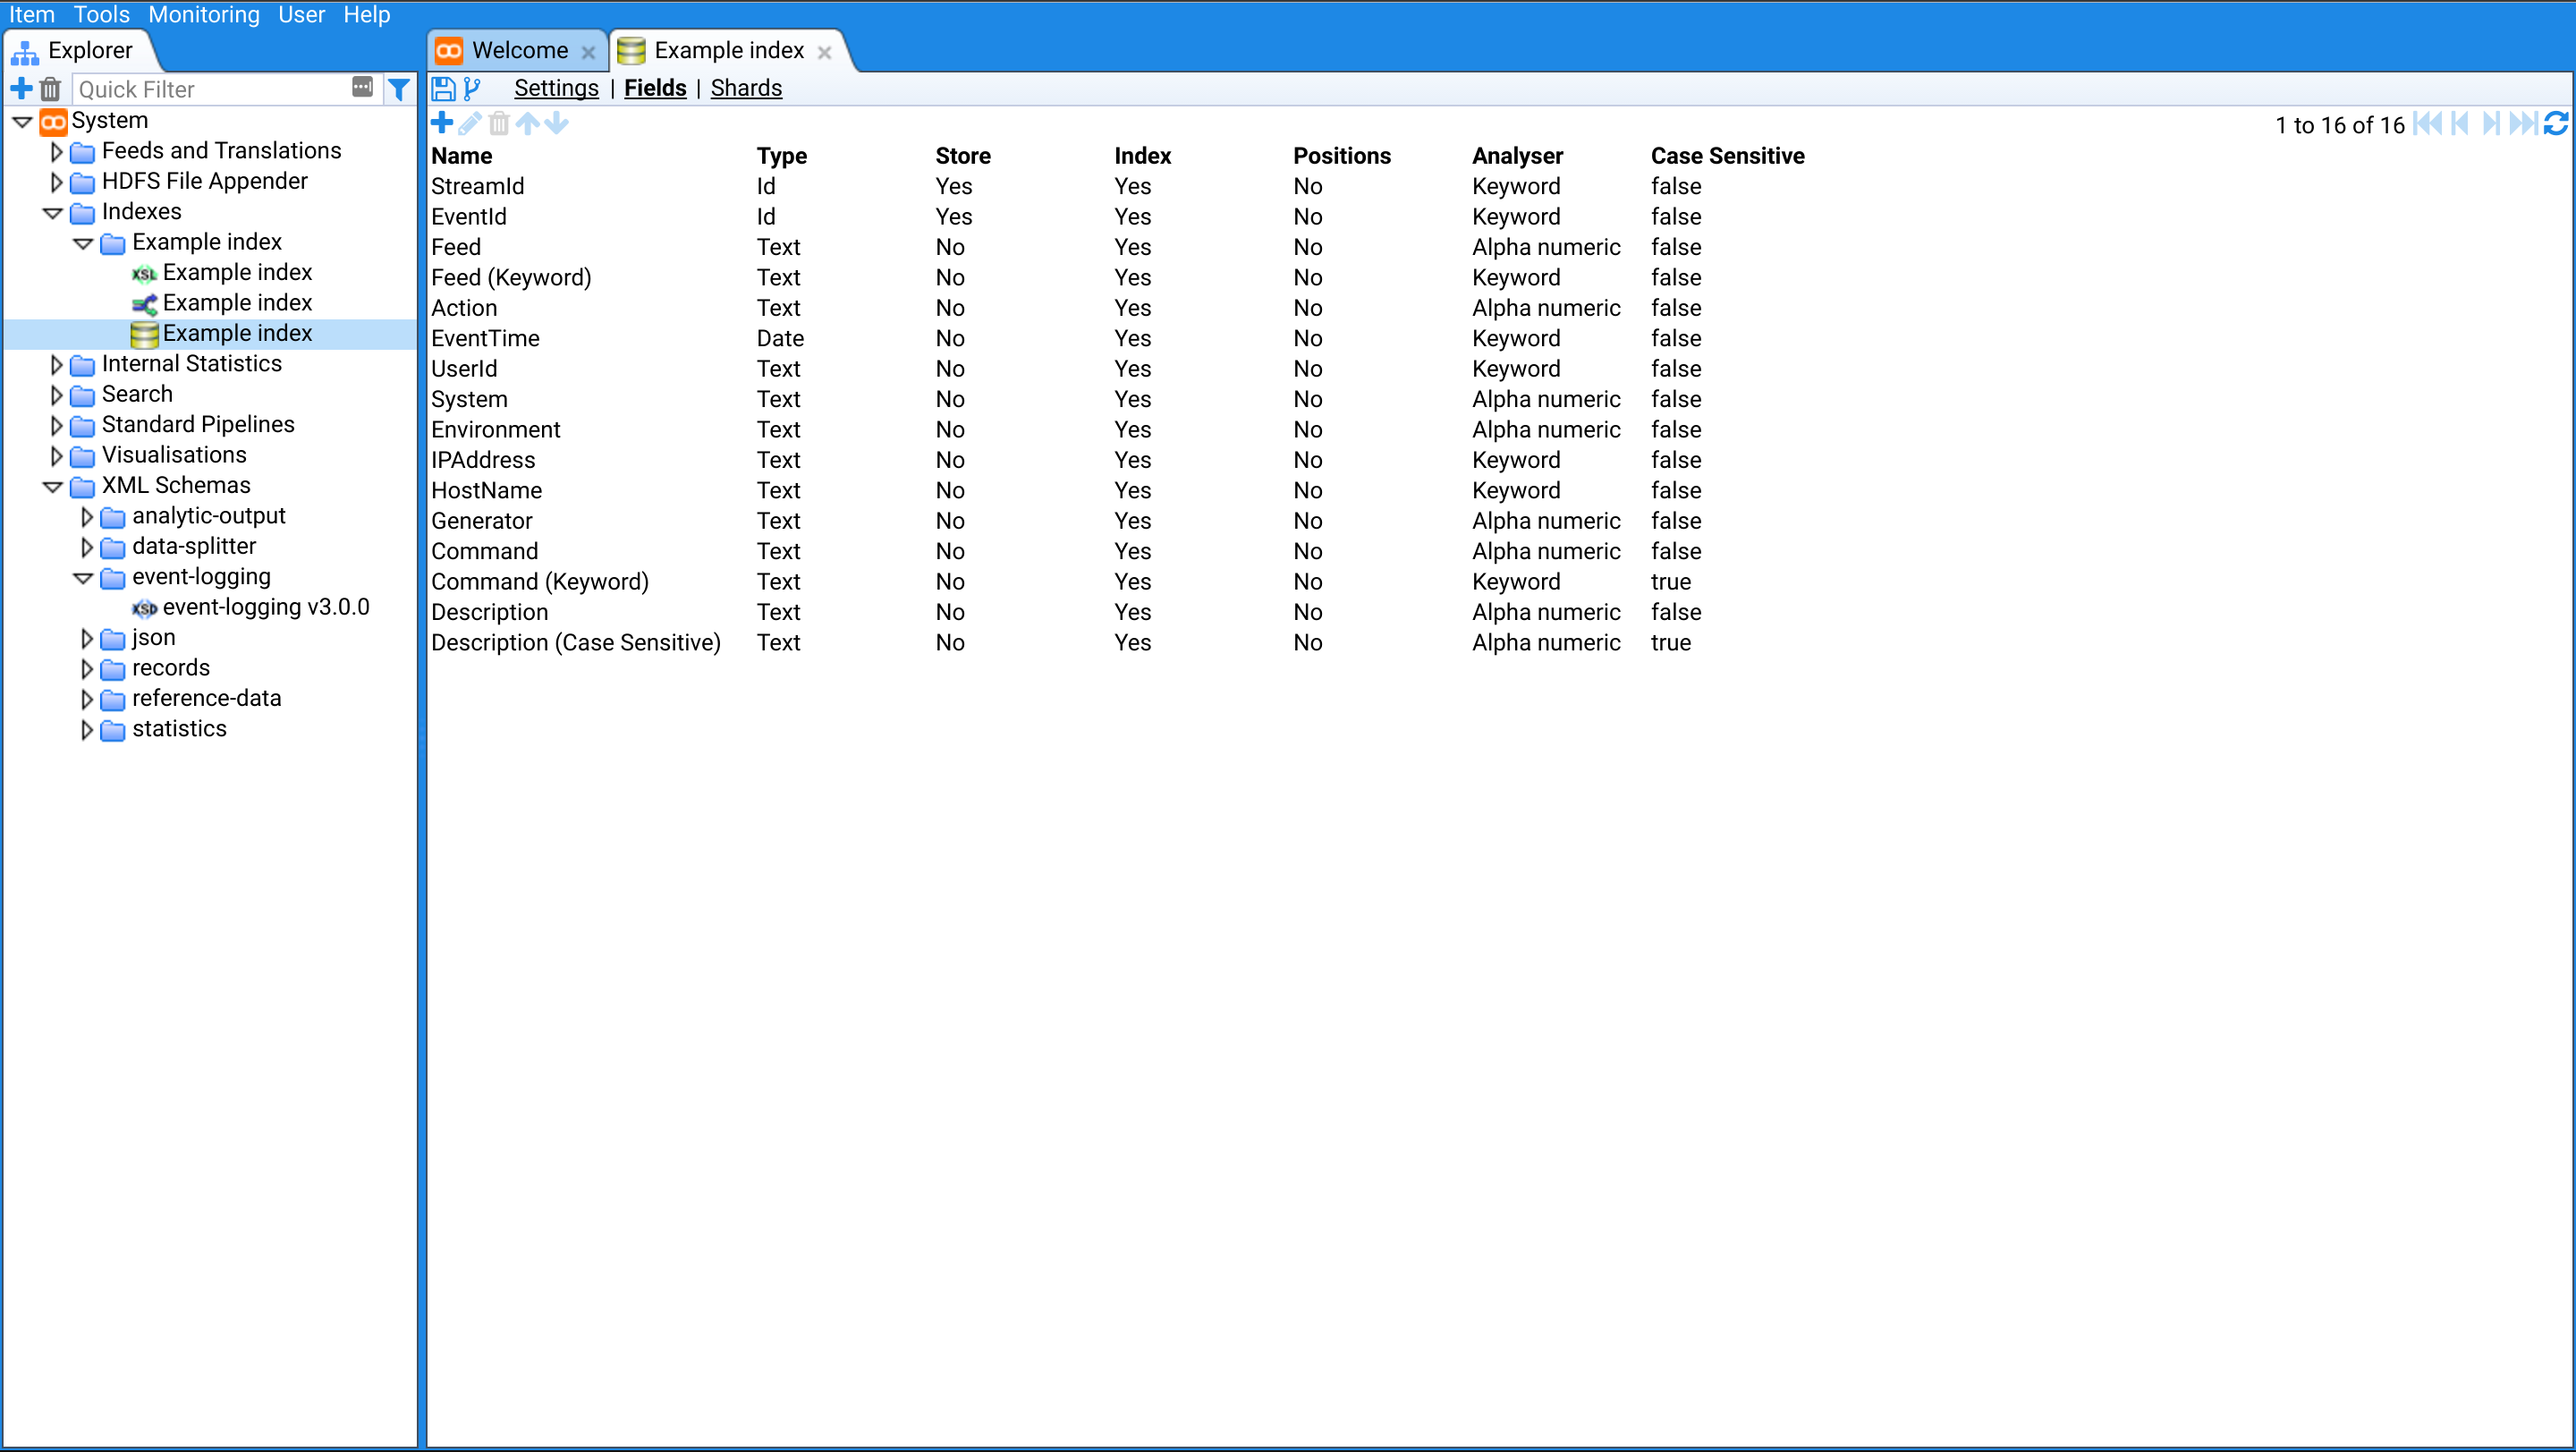 Item Tools Monitoring User Help
Explorer
Quick Filter
System
Feeds and Translations
HDFS File Appender
Indexes
Example index
XSL Example index
Example index
Example index
Internal Statistics
Search
Standard Pipelines
Visualisations
XML Schemas
analytic-output
data-splitter
event-logging
XSD event-logging v3.0.0
json
records
reference-data
statistics
Welcome Example index
Settings | Fields | Shards
1 to 16 of 16
Name Type Store Index Positions Analyser Case Sensitive
StreamId Id Yes Yes No Keyword false
EventId Id Yes Yes No Keyword false
Feed Text No Yes No Alpha numeric false
Feed (Keyword) Text No Yes No Keyword false
Action Text No Yes No Alpha numeric false
EventTime Date No Yes No Keyword false
UserId Text No Yes No Keyword false
System Text No Yes No Alpha numeric false
Environment Text No Yes No Alpha numeric false
IPAddress Text No Yes No Keyword false
HostName Text No Yes No Keyword false
Generator Text No Yes No Alpha numeric false
Command Text No Yes No Alpha numeric false
Command (Keyword) Text No Yes No Keyword true
Description Text No Yes No Alpha numeric false
Description (Case Sensitive) Text No Yes No Alpha numeric true